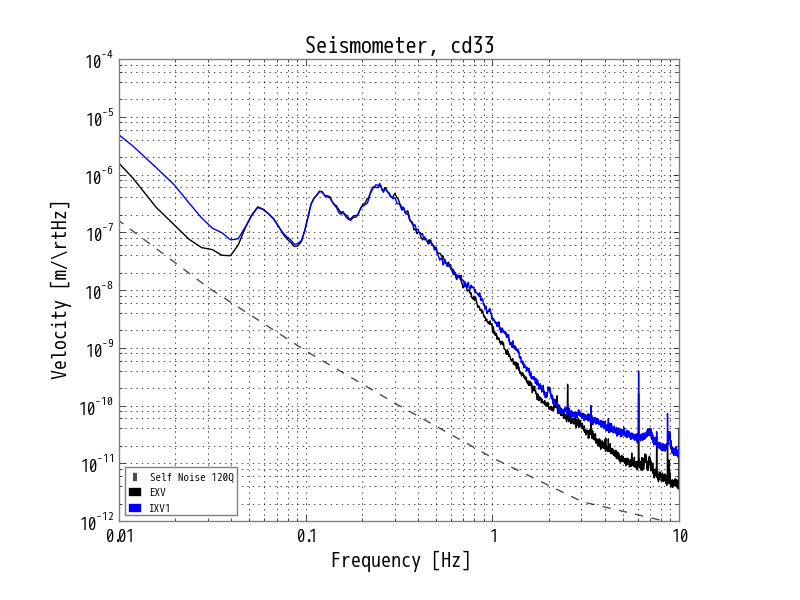 Seismometer, cd33
10-4
10-5
10-6
10-7
10-8
10-9
10-10
10-11
10-12
Velocity [m/\rtHz]
Self Noise 120Q
EXV
IXV1
0.01 0.1 1 10
Frequency [Hz]